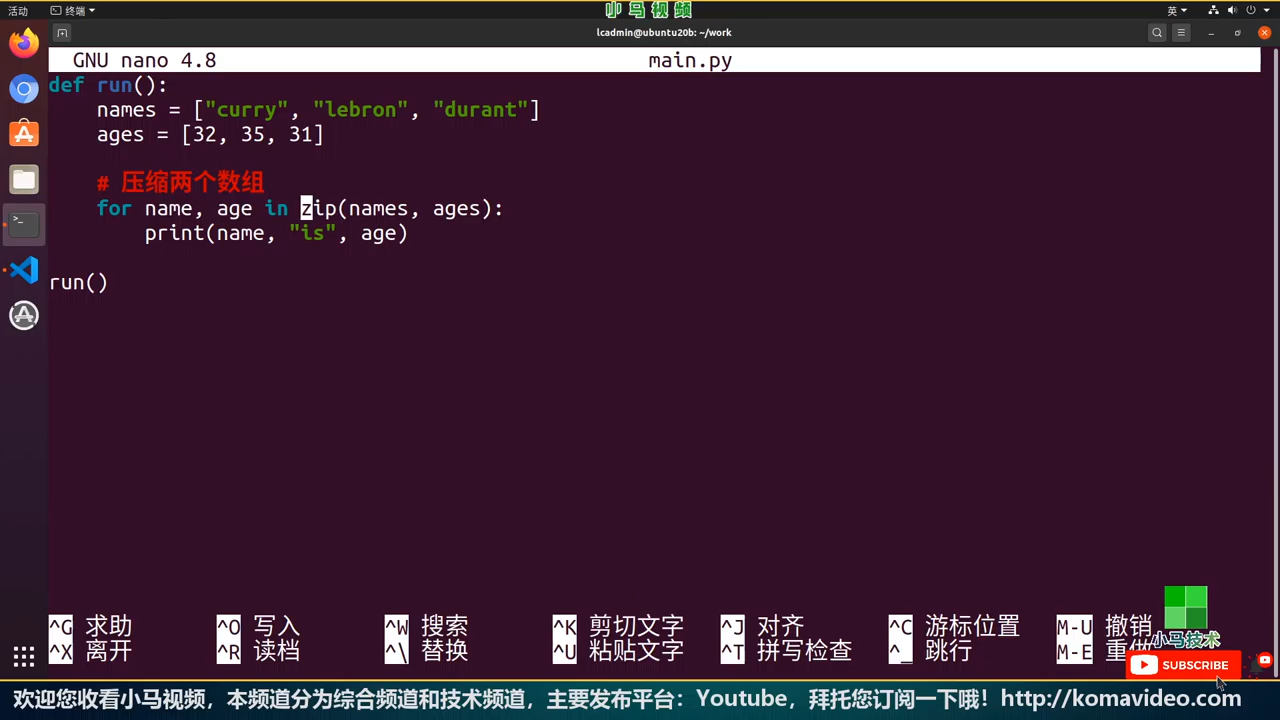 活动
终端
小马视频
英
lcadmin@ubuntu20b: ~/work
GNU nano 4.8
main.py
def run():
    names = ["curry", "lebron", "durant"]
    ages = [32, 35, 31]
    # 压缩两个数组
    for name, age in zip(names, ages):
        print(name, "is", age)
run()
^G 求助 ^O 写入 ^W 搜索 ^K 剪切文字 ^J 对齐 ^C 游标位置 M-U 撤销
^X 离开 ^R 读档 ^\ 替换 ^U 粘贴文字 ^T 拼写检查 ^_ 跳行 M-E 重做
小马技术
SUBSCRIBE
欢迎您收看小马视频，本频道分为综合频道和技术频道，主要发布平台：Youtube，拜托您订阅一下哦！http://komavideo.com